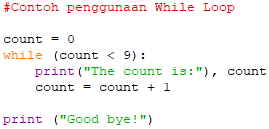 #Contoh penggunaan While Loop
count = 0
while (count < 9):
    print("The count is:"), count
    count = count + 1
print ("Good bye!")